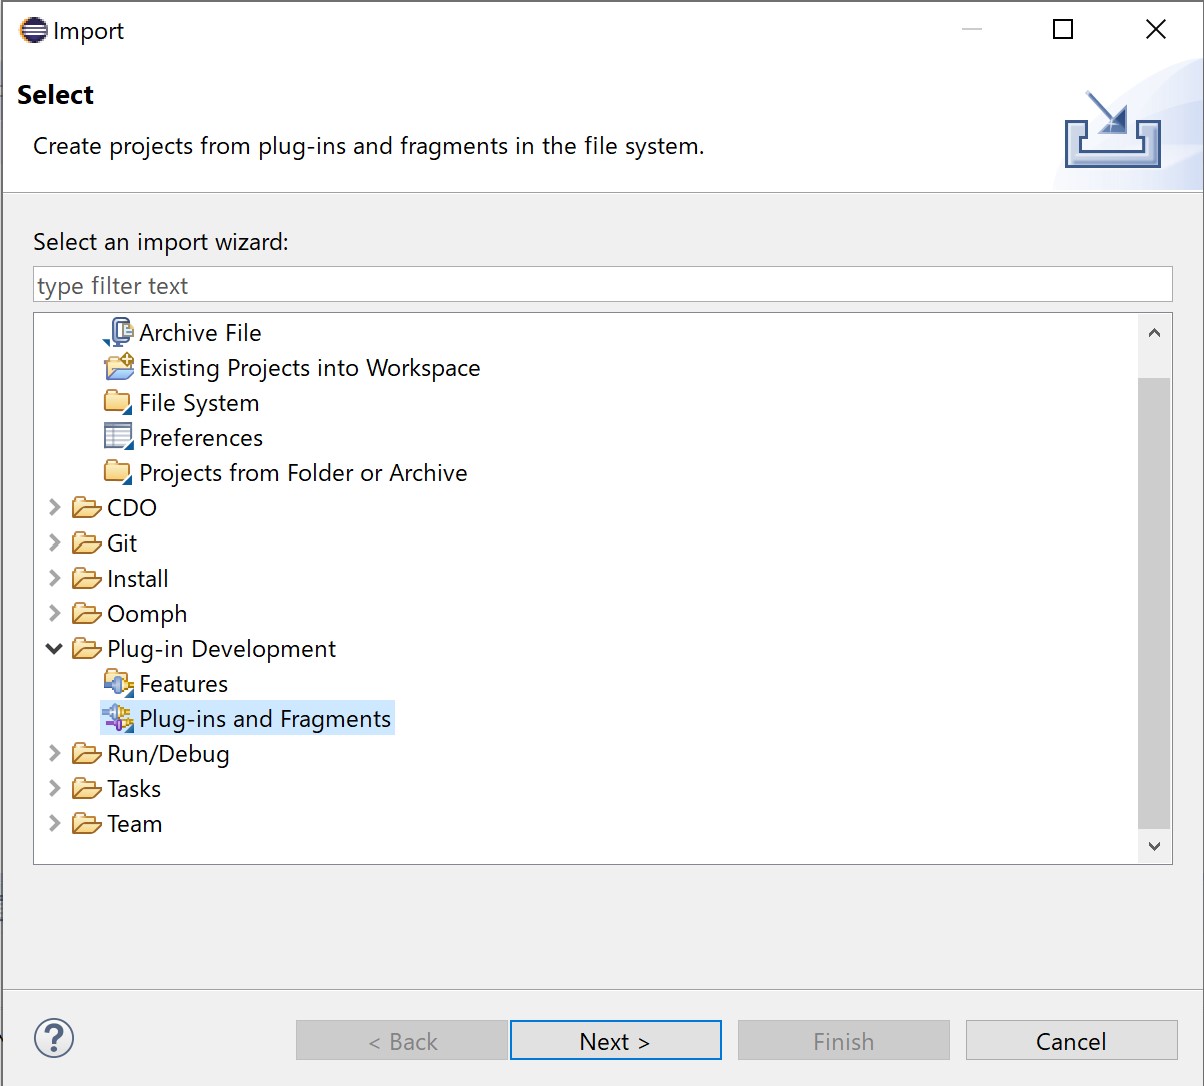 Import
Select
Create projects from plug-ins and fragments in the file system.
Select an import wizard:
type filter text
Archive File
Existing Projects into Workspace
File System
Preferences
Projects from Folder or Archive
CDO
Git
Install
Oomph
Plug-in Development
Features
Plug-ins and Fragments
Run/Debug
Tasks
Team
? < Back Next > Finish Cancel